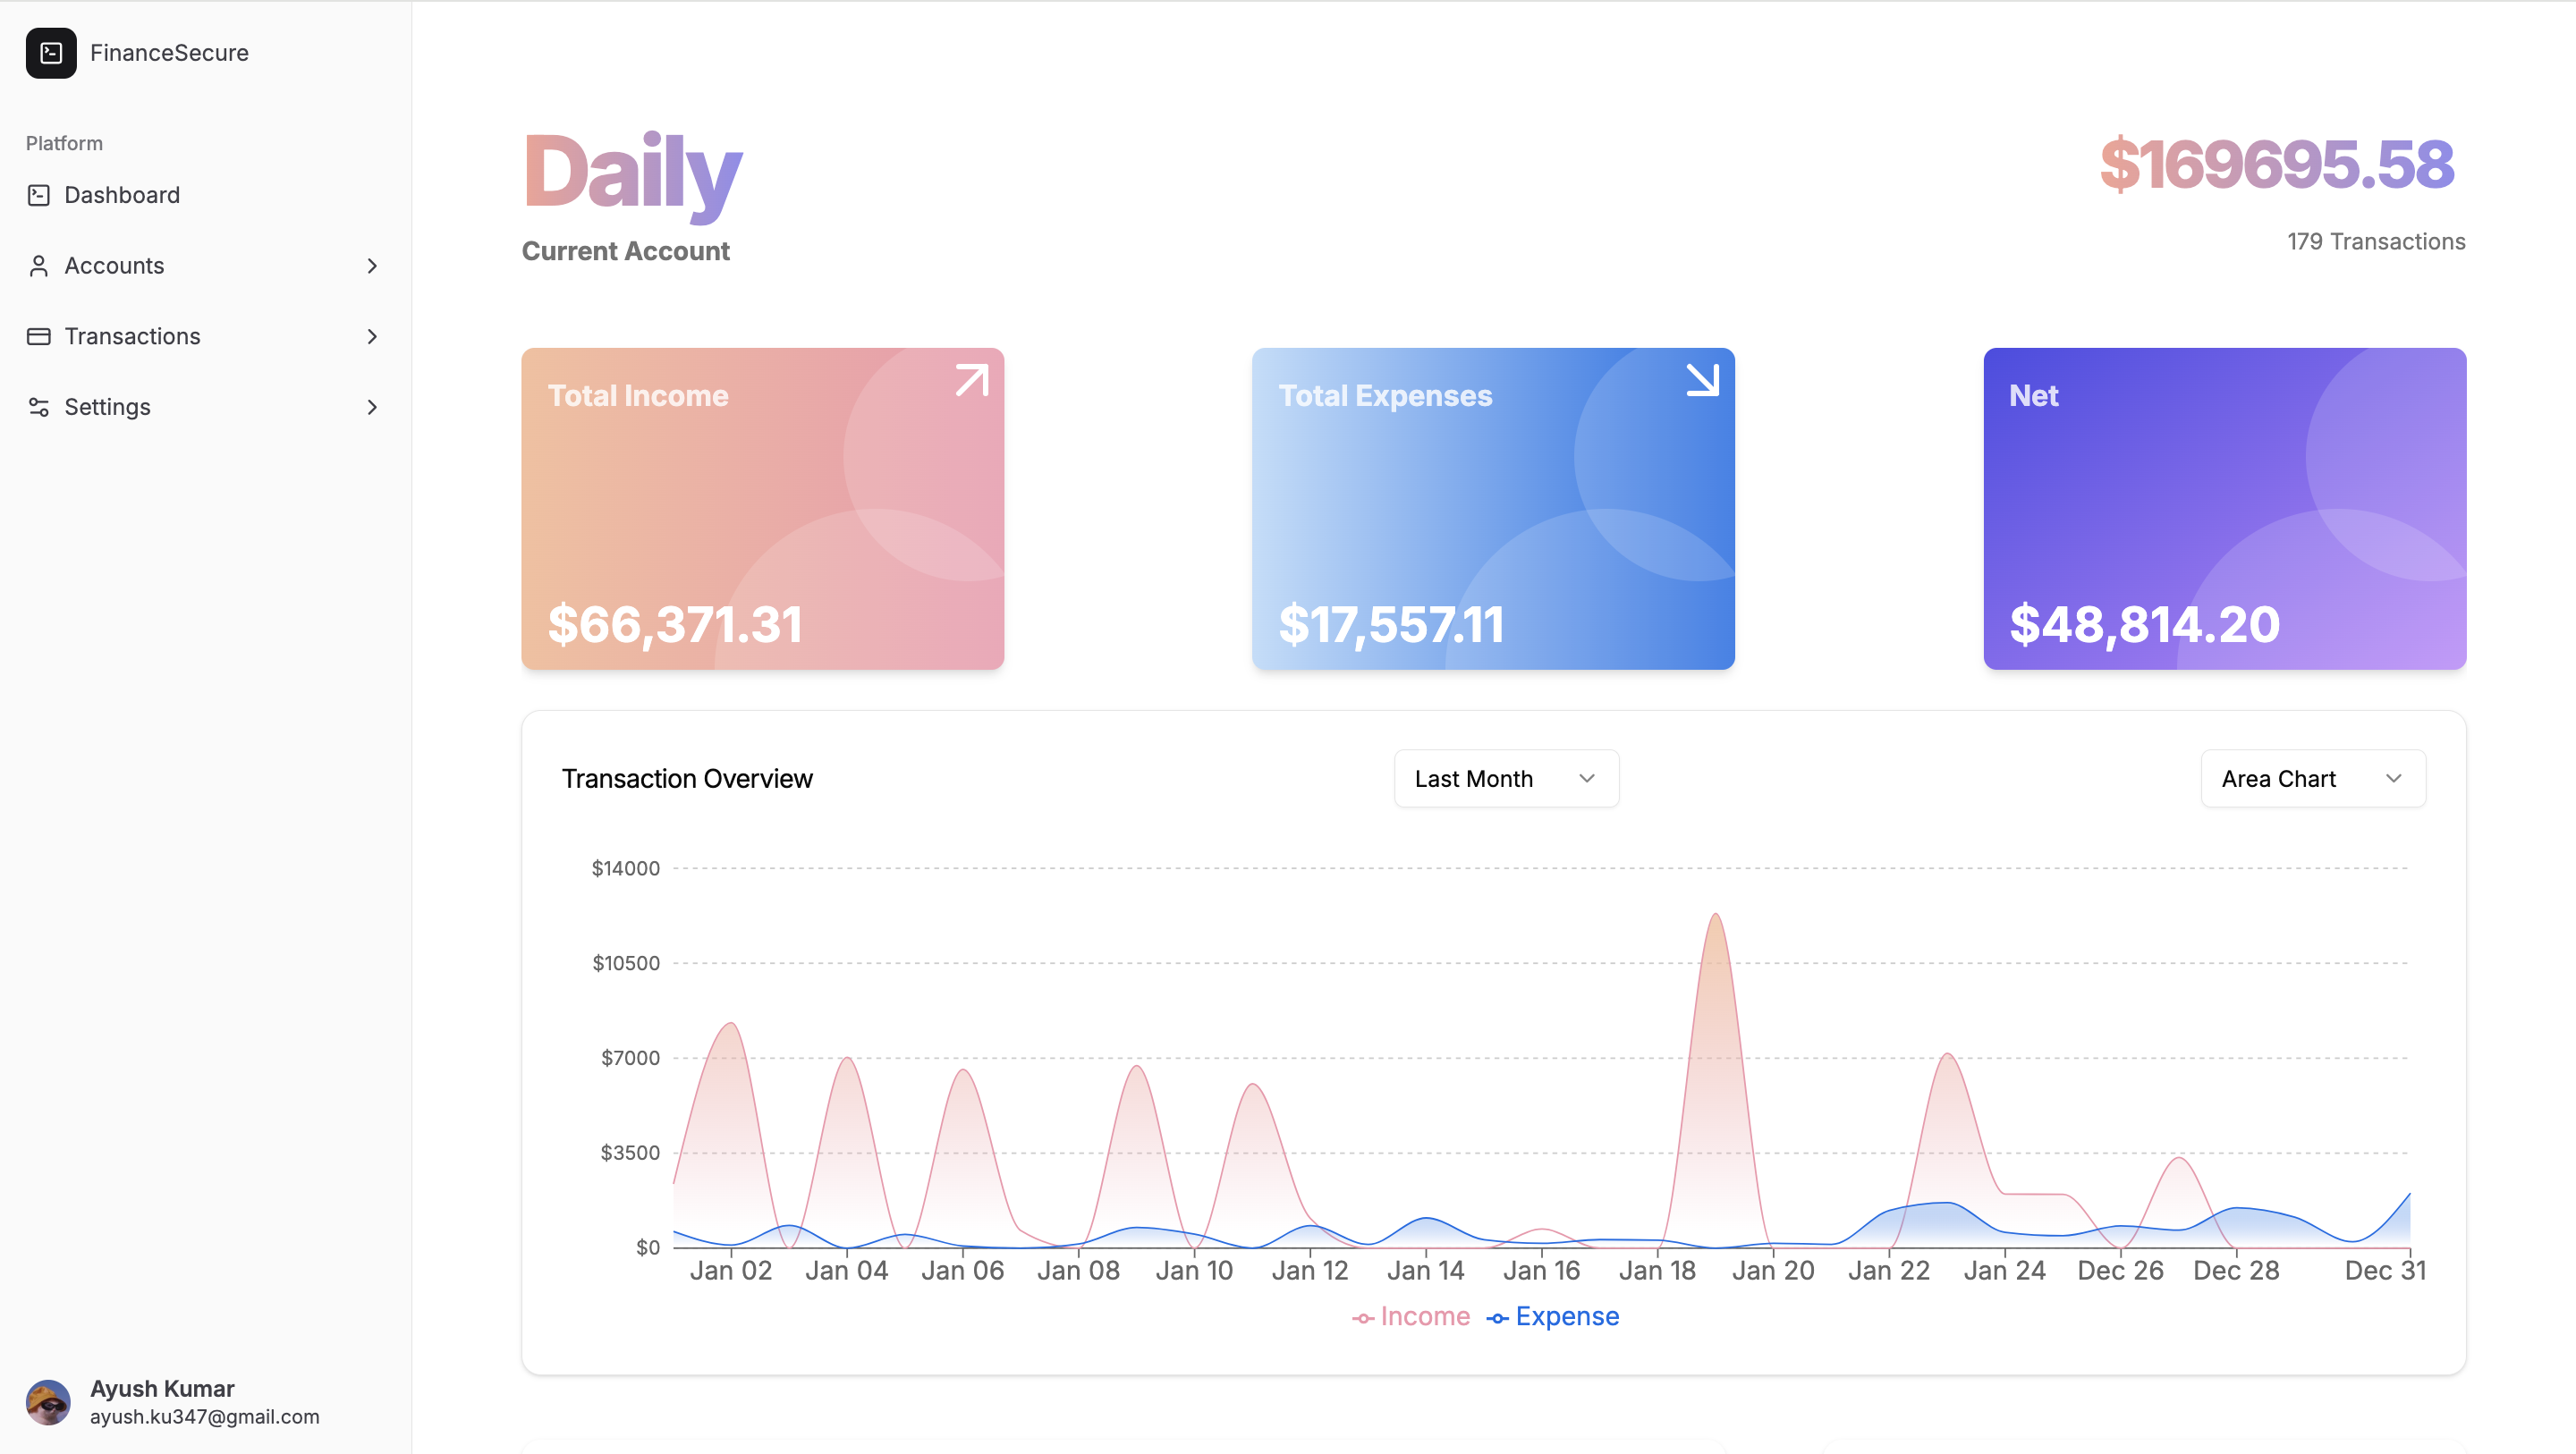 FinanceSecure
Platform
Dashboard
Accounts
Transactions
Settings
Ayush Kumar
ayush.ku347@gmail.com
Daily
Current Account
$169695.58
179 Transactions
Total Income
$66,371.31
Total Expenses
$17,557.11
Net
$48,814.20
Transaction Overview
Last Month
Area Chart
$14000
$10500
$7000
$3500
$0
Jan 02 Jan 04 Jan 06 Jan 08 Jan 10 Jan 12 Jan 14 Jan 16 Jan 18 Jan 20 Jan 22 Jan 24 Dec 26 Dec 28 Dec 31
Income Expense